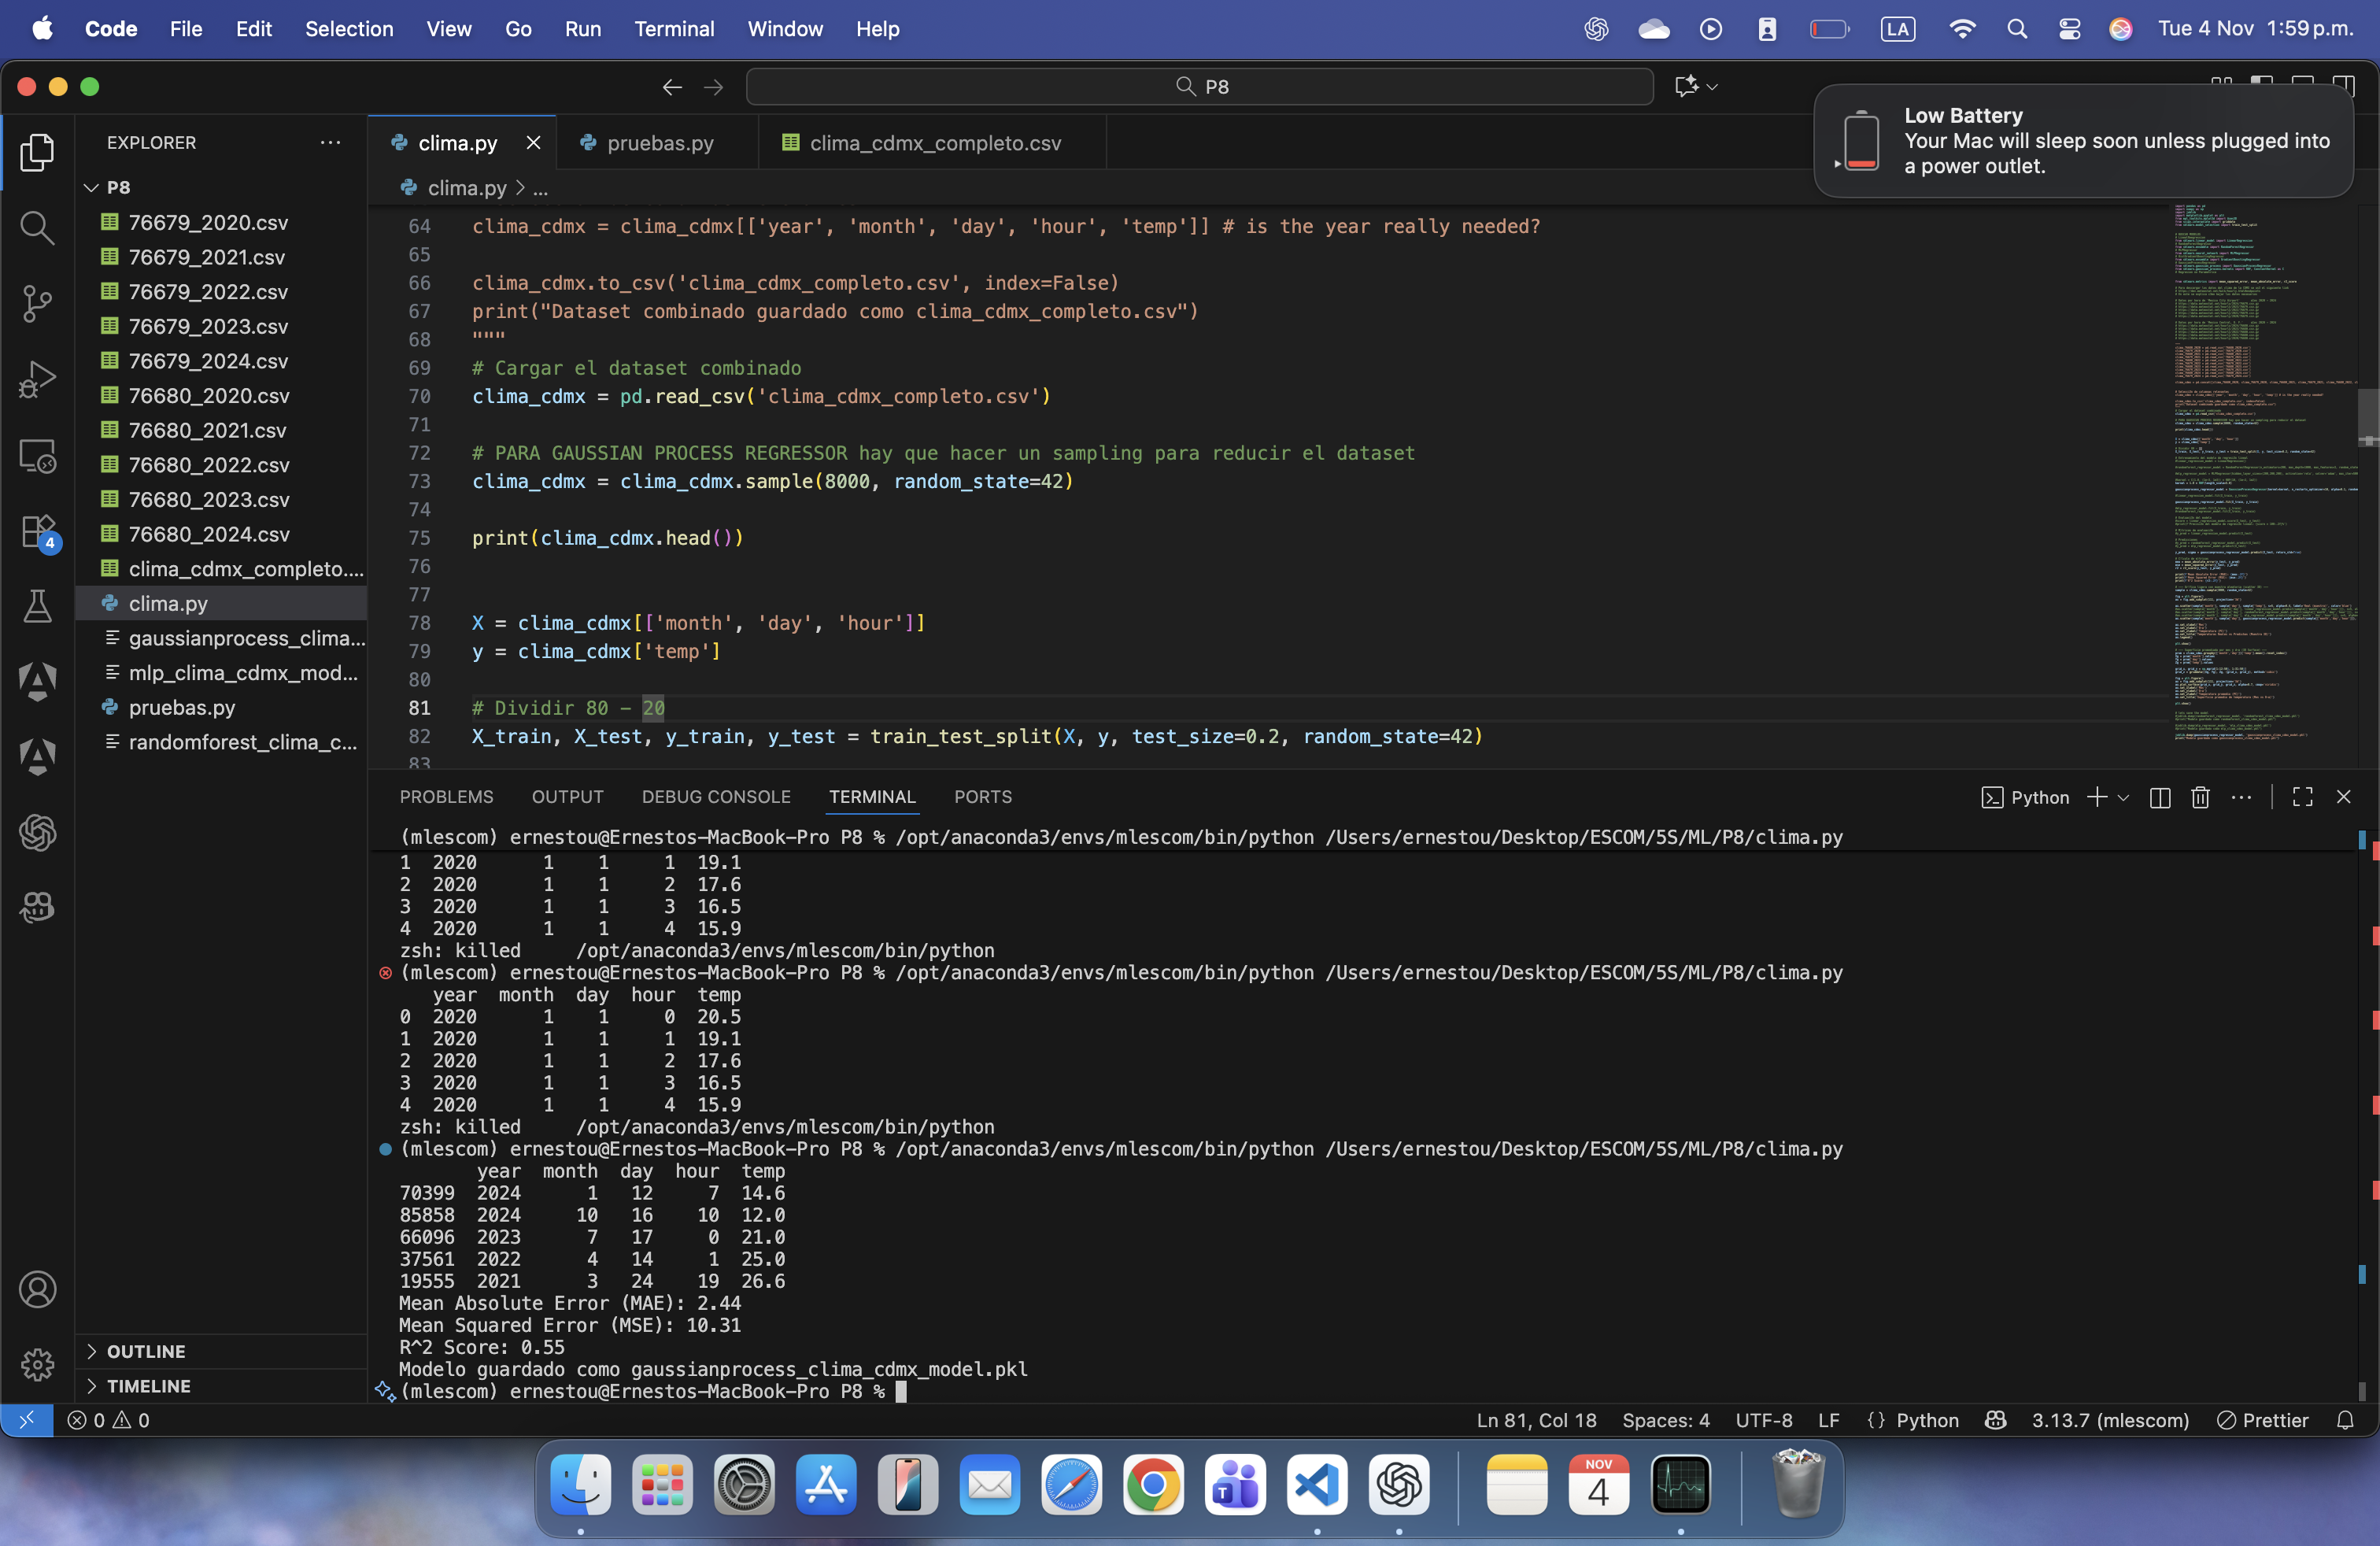 Code File Edit Selection View Go Run Terminal Window Help LA Tue 4 Nov 1:59 p.m.
P8
Low Battery
Your Mac will sleep soon unless plugged into
a power outlet.
EXPLORER
P8
76679_2020.csv
76679_2021.csv
76679_2022.csv
76679_2023.csv
76679_2024.csv
76680_2020.csv
76680_2021.csv
76680_2022.csv
76680_2023.csv
76680_2024.csv
clima_cdmx_completo....
clima.py
gaussianprocess_clima...
mlp_clima_cdmx_mod...
pruebas.py
randomforest_clima_c...
OUTLINE
TIMELINE
4
clima.py pruebas.py clima_cdmx_completo.csv
clima.py > ...
64 clima_cdmx = clima_cdmx[['year', 'month', 'day', 'hour', 'temp']] # is the year really needed?
65
66 clima_cdmx.to_csv('clima_cdmx_completo.csv', index=False)
67 print("Dataset combinado guardado como clima_cdmx_completo.csv")
68 """
69 # Cargar el dataset combinado
70 clima_cdmx = pd.read_csv('clima_cdmx_completo.csv')
71
72 # PARA GAUSSIAN PROCESS REGRESSOR hay que hacer un sampling para reducir el dataset
73 clima_cdmx = clima_cdmx.sample(8000, random_state=42)
74
75 print(clima_cdmx.head())
76
77
78 X = clima_cdmx[['month', 'day', 'hour']]
79 y = clima_cdmx['temp']
80
81 # Dividir 80 - 20
82 X_train, X_test, y_train, y_test = train_test_split(X, y, test_size=0.2, random_state=42)
83
PROBLEMS OUTPUT DEBUG CONSOLE TERMINAL PORTS Python
(mlescom) ernestou@Ernestos-MacBook-Pro P8 % /opt/anaconda3/envs/mlescom/bin/python /Users/ernestou/Desktop/ESCOM/5S/ML/P8/clima.py
1 2020 1 1 1 19.1
2 2020 1 1 2 17.6
3 2020 1 1 3 16.5
4 2020 1 1 4 15.9
zsh: killed /opt/anaconda3/envs/mlescom/bin/python
(mlescom) ernestou@Ernestos-MacBook-Pro P8 % /opt/anaconda3/envs/mlescom/bin/python /Users/ernestou/Desktop/ESCOM/5S/ML/P8/clima.py
year month day hour temp
0 2020 1 1 0 20.5
1 2020 1 1 1 19.1
2 2020 1 1 2 17.6
3 2020 1 1 3 16.5
4 2020 1 1 4 15.9
zsh: killed /opt/anaconda3/envs/mlescom/bin/python
(mlescom) ernestou@Ernestos-MacBook-Pro P8 % /opt/anaconda3/envs/mlescom/bin/python /Users/ernestou/Desktop/ESCOM/5S/ML/P8/clima.py
year month day hour temp
70399 2024 1 12 7 14.6
85858 2024 10 16 10 12.0
66096 2023 7 17 0 21.0
37561 2022 4 14 1 25.0
19555 2021 3 24 19 26.6
Mean Absolute Error (MAE): 2.44
Mean Squared Error (MSE): 10.31
R^2 Score: 0.55
Modelo guardado como gaussianprocess_clima_cdmx_model.pkl
(mlescom) ernestou@Ernestos-MacBook-Pro P8 %
0 0 Ln 81, Col 18 Spaces: 4 UTF-8 LF {} Python 3.13.7 (mlescom) Prettier
T NOV
4